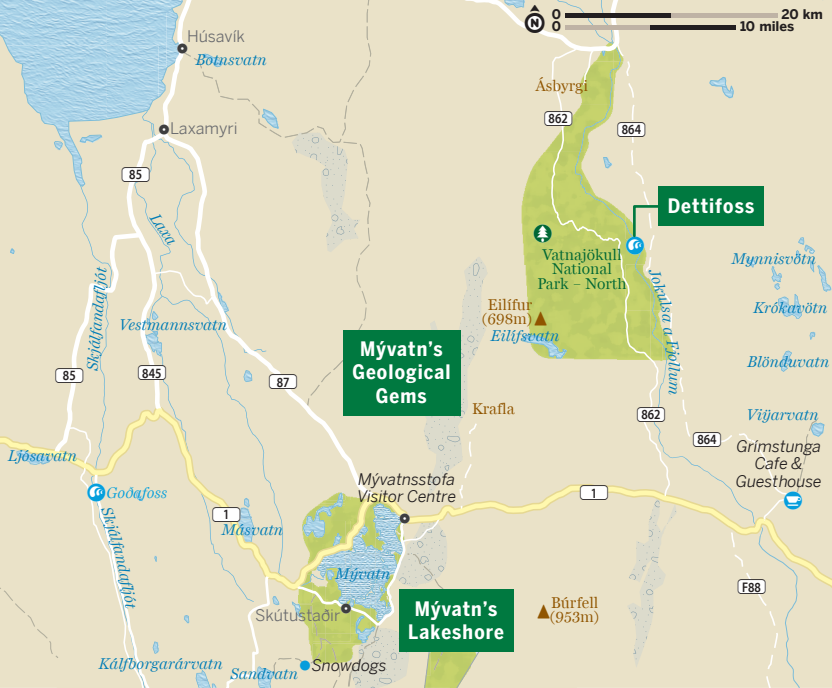 0 20 km
N
0 10 miles
Húsavík
Botnsvatn
Ásbyrgi
862
864
Laxamyri
85
Dettifoss
Laxa
Vatnajökull
National
Park – North
Mynnisvötn
Skjálfandafljót
Jokulsa a Fjollum
Krókavötn
Eilífur
(698m)
Vestmannsvatn
Eilífsvatn
Mývatn's
Geological
Gems
Blönduvatn
85
845
87
Krafla
862
Viÿarvatn
864
Ljósavatn
Grímstunga
Cafe &
Guesthouse
Mývatnsstofa
Visitor Centre
Goðafoss
1
1
Másvatn
Skjálfandafljót
Mývatn
F88
Skútustaðir
Mývatn's
Lakeshore
Búrfell
(953m)
Kálfborgarárvatn
Sandvatn
Snowdogs